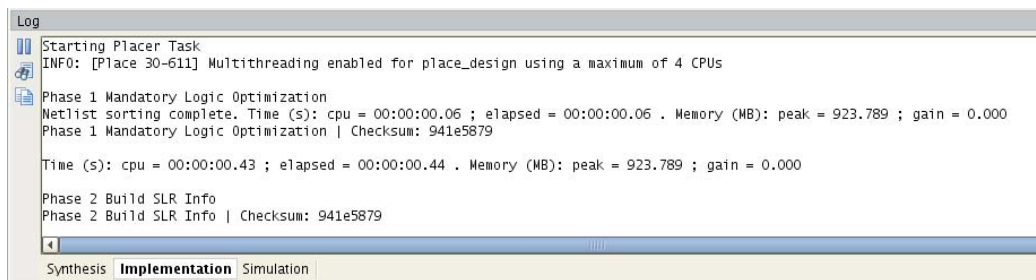 Log
Starting Placer Task
INFO: [Place 30-611] Multithreading enabled for place_design using a maximum of 4 CPUs
Phase 1 Mandatory Logic Optimization
Netlist sorting complete. Time (s): cpu = 00:00:00.06 ; elapsed = 00:00:00.06 . Memory (MB): peak = 923.789 ; gain = 0.000
Phase 1 Mandatory Logic Optimization | Checksum: 941e5879
Time (s): cpu = 00:00:00.43 ; elapsed = 00:00:00.44 . Memory (MB): peak = 923.789 ; gain = 0.000
Phase 2 Build SLR Info
Phase 2 Build SLR Info | Checksum: 941e5879
Synthesis Implementation Simulation